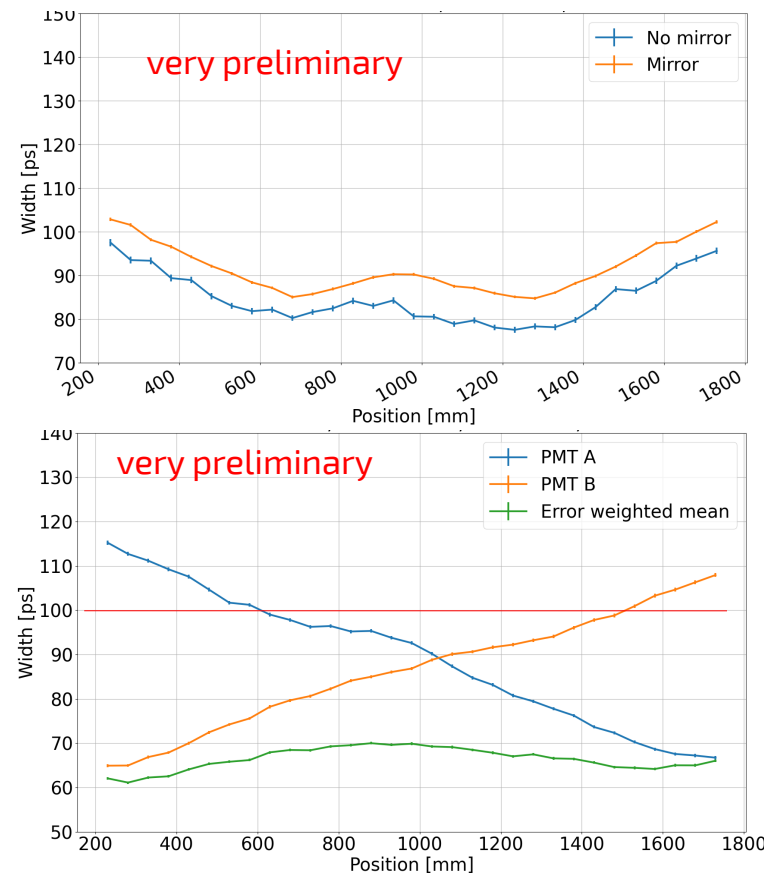 150
140
130
120
110
100
90
80
70
Width [ps]
very preliminary
No mirror
Mirror
200
400
600
800
1000
1200
1400
1600
1800
Position [mm]
140
130
120
110
100
90
80
70
60
50
Width [ps]
very preliminary
PMT A
PMT B
Error weighted mean
200 400 600 800 1000 1200 1400 1600 1800
Position [mm]